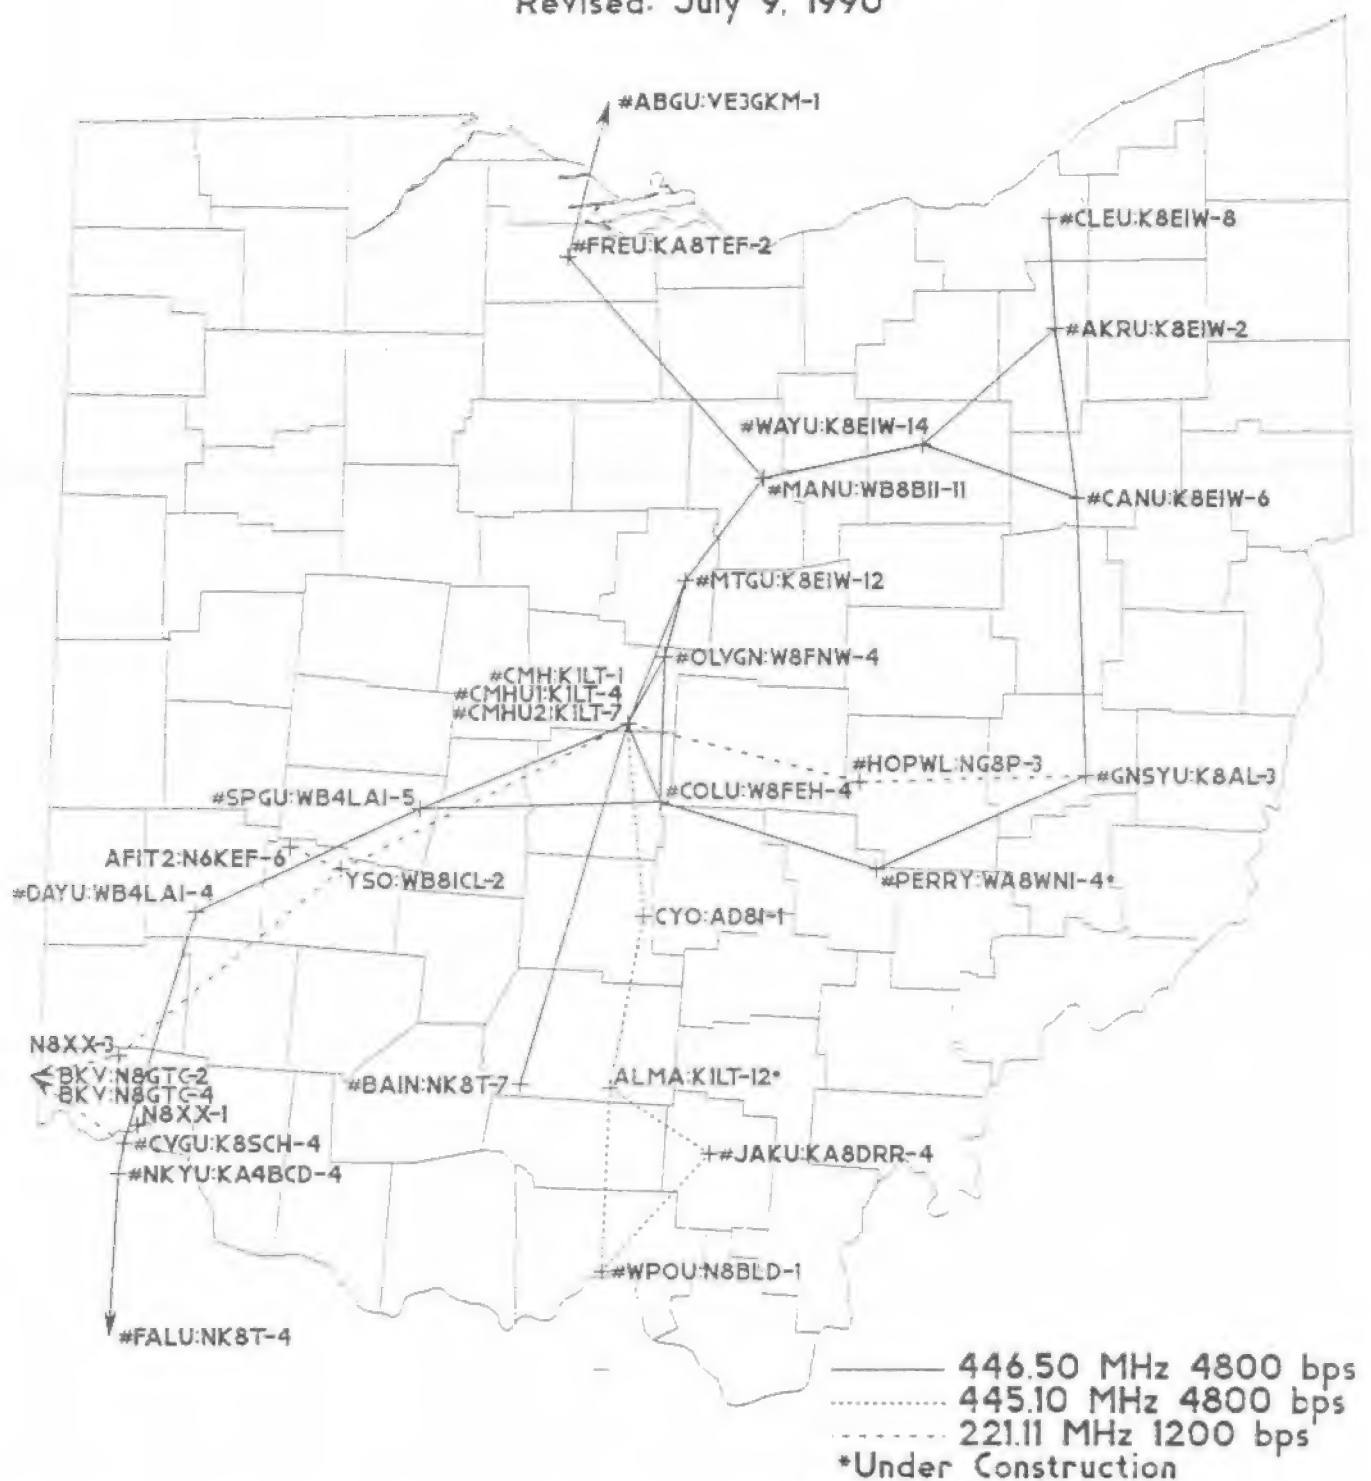 Revised: July 9, 1990
#ABGU:VE3GKM-1
#CLEU:K8EIW-8
#FREU:KA8TEF-2
#AKRU:K8EIW-2
#WAYU:K8EIW-14
#MANU:WB8BII-11
#CANU:K8EIW-6
#MTGU:K8EIW-12
#OLVGN:W8FNW-4
#CMH:K1LT-1
#CMHU1:K1LT-4
#CMHU2:K1LT-7
#HOPWL:NG8P-3
#GNSYU:K8AL-3
#SPGU:WB4LAI-5
#COLU:W8FEH-4
AFIT2:N6KEF-6
YSO:WB8ICL-2
#PERRY:WA8WNI-4*
#DAYU:WB4LAI-4
CYO:AD8I-1
N8XX-3
BKV:N8GTC-2
BKV:N8GTC-4
#BAIN:NK8T-7
ALMA:K1LT-12*
N8XX-1
#CVGU:K8SCH-4
#JAKU:KA8DRR-4
#NKYU:KA4BCD-4
#WPOU:N8BLD-1
#FALU:NK8T-4
446.50 MHz 4800 bps
445.10 MHz 4800 bps
221.11 MHz 1200 bps
*Under Construction